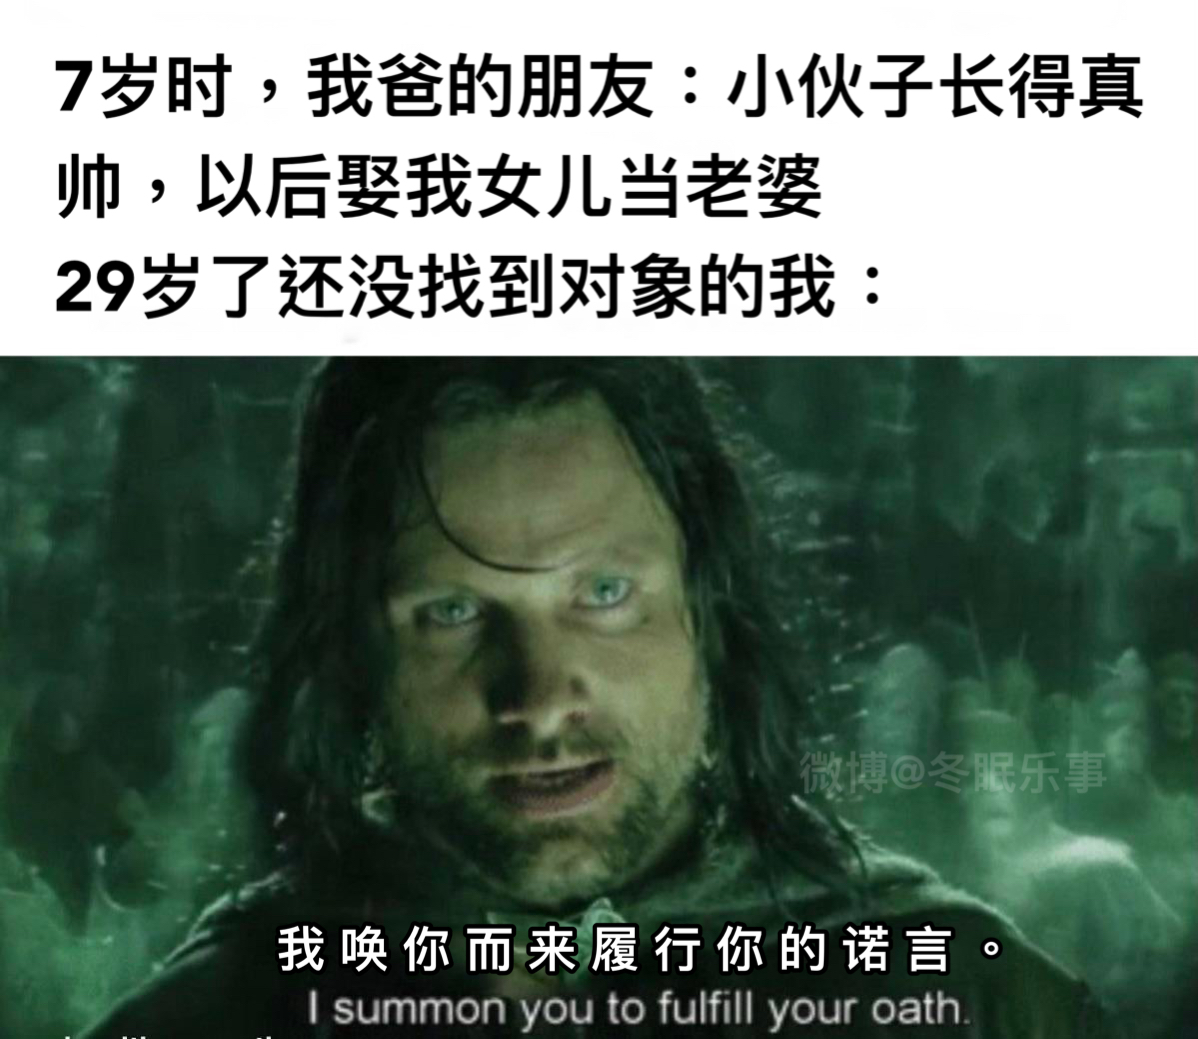 7岁时，我爸的朋友：小伙子长得真
帅，以后娶我女儿当老婆
29岁了还没找到对象的我：
微博@冬眠乐事
我唤你而来履行你的诺言。
I summon you to fulfill your oath.